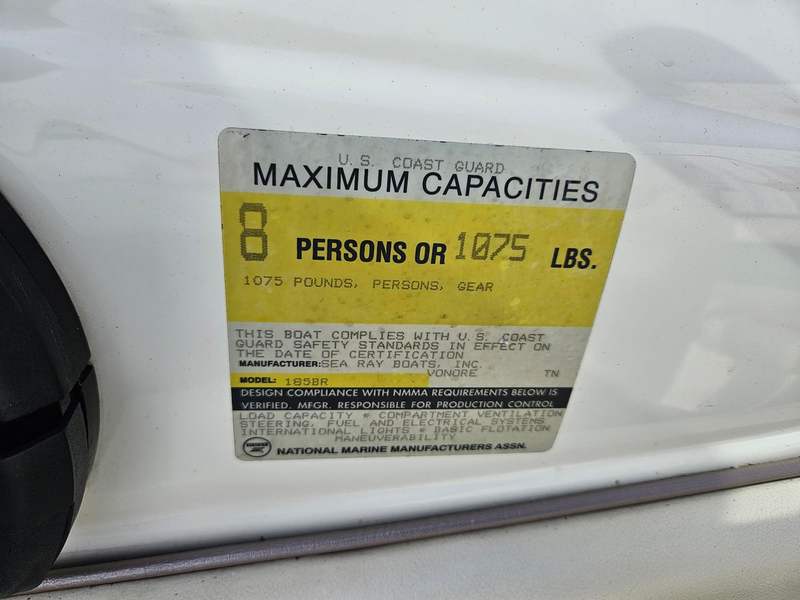 U.S. COAST GUARD
MAXIMUM CAPACITIES
8 PERSONS OR 1075 LBS.
1075 POUNDS, PERSONS, GEAR
THIS BOAT COMPLIES WITH U.S. COAST
GUARD SAFETY STANDARDS IN EFFECT ON
THE DATE OF CERTIFICATION
MANUFACTURER: SEA RAY BOATS, INC.
VONORE TN
MODEL: 185BR
DESIGN COMPLIANCE WITH NMMA REQUIREMENTS BELOW IS
VERIFIED. MFGR. RESPONSIBLE FOR PRODUCTION CONTROL
LOAD CAPACITY * COMPARTMENT VENTILATION
STEERING, FUEL AND ELECTRICAL SYSTEMS
INTERNATIONAL LIGHTS * BASIC FLOTATION
MANEUVERABILITY
NATIONAL MARINE MANUFACTURERS ASSN.